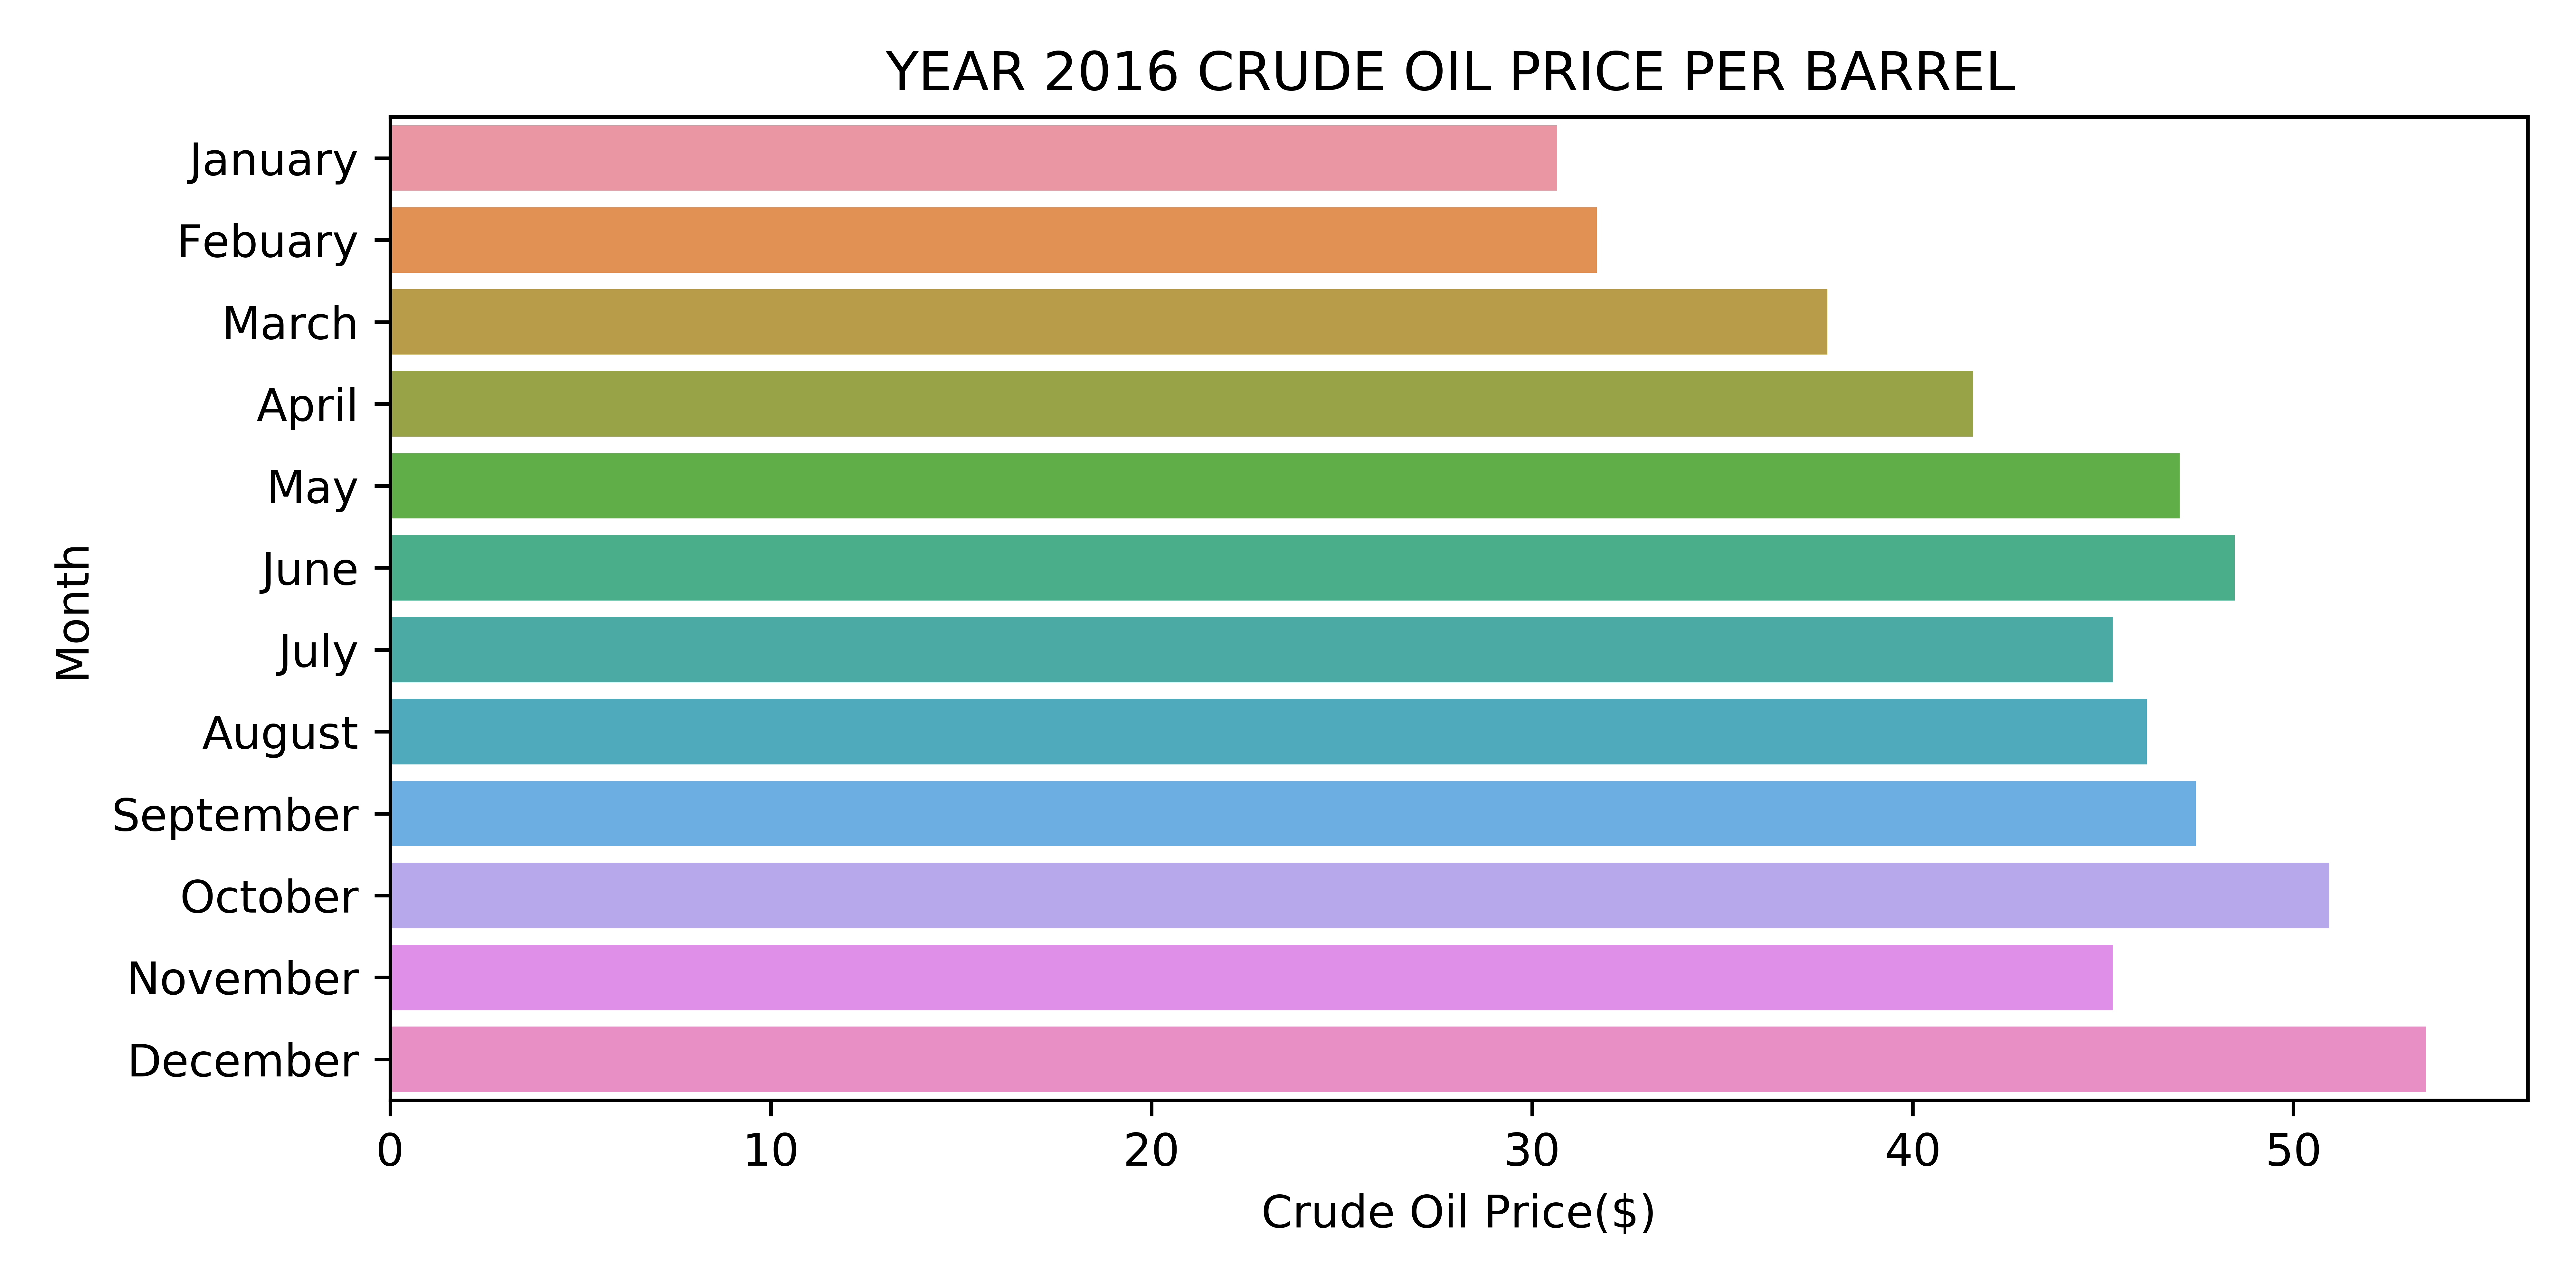 YEAR 2016 CRUDE OIL PRICE PER BARREL
January
Febuary
March
April
May
June
July
August
September
October
November
December
Month
0 10 20 30 40 50
Crude Oil Price($)